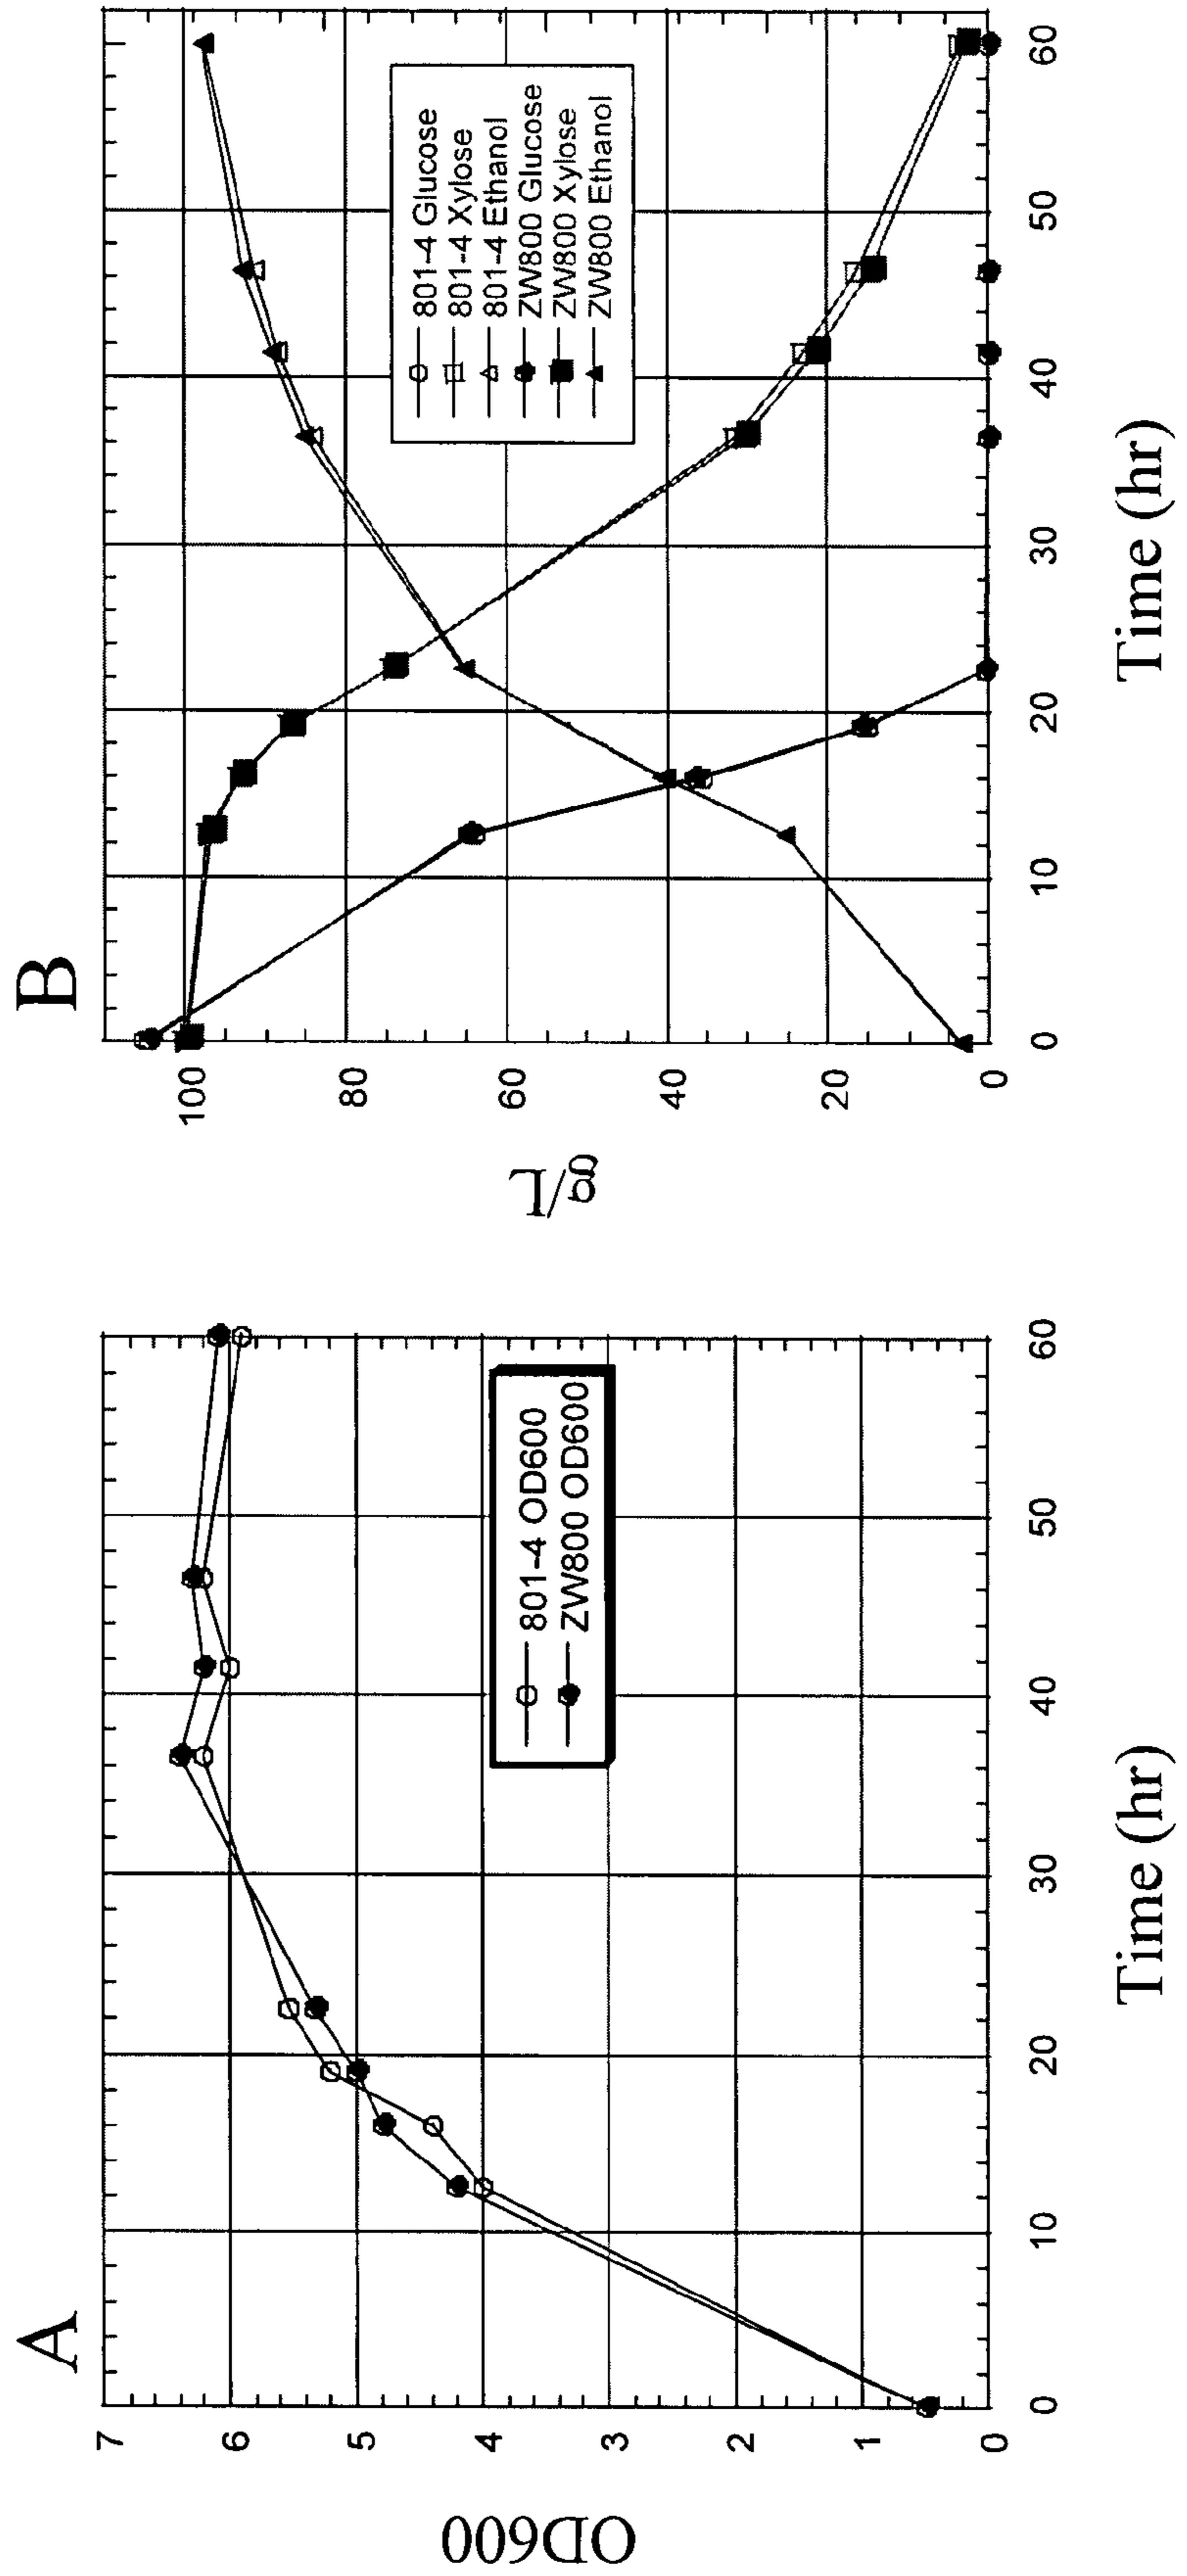 A
7
6
5
4
3
2
1
0
OD600
801-4 OD600
ZW800 OD600
0
10
20
30
40
50
60
Time (hr)
B
100
80
60
40
20
0
g/L
801-4 Glucose
801-4 Xylose
801-4 Ethanol
ZW800 Glucose
ZW800 Xylose
ZW800 Ethanol
0
10
20
30
40
50
60
Time (hr)